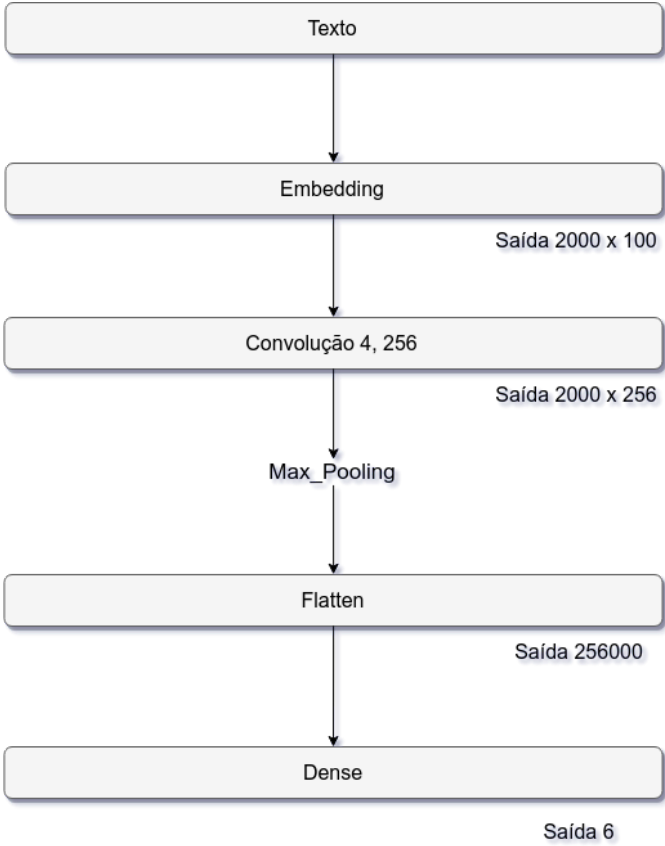 Texto
Embedding
Saída 2000 x 100
Convolução 4, 256
Saída 2000 x 256
Max_Pooling
Flatten
Saída 256000
Dense
Saída 6